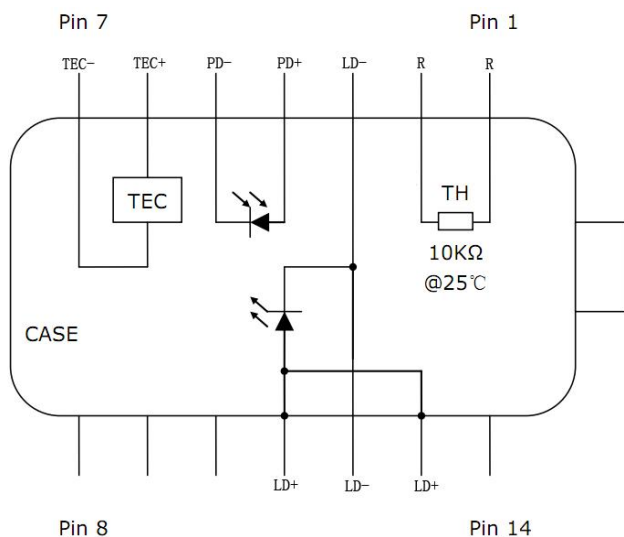 Pin 7 Pin 1
TEC- TEC+ PD- PD+ LD- R R
TEC
TH
10KΩ
@25℃
CASE
LD+ LD- LD+
Pin 8 Pin 14